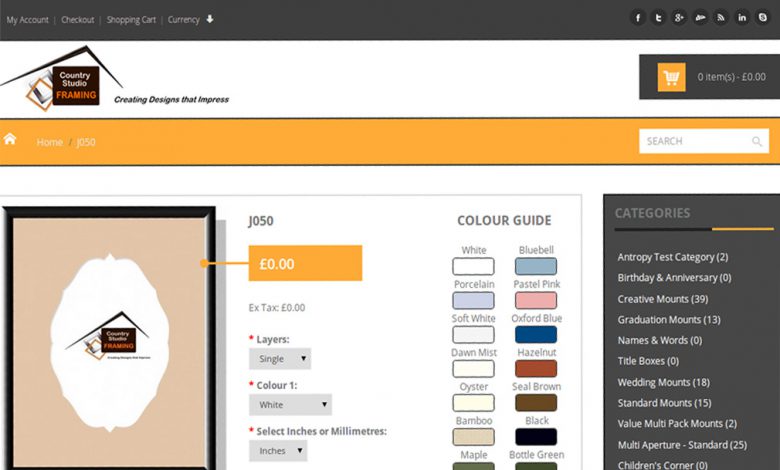 My Account | Checkout | Shopping Cart | Currency
Country
Studio
FRAMING
Creating Designs that Impress
0 item(s) - £0.00
Home / J050
SEARCH
Country
Studio
FRAMING
Creating Designs that Impress
J050
£0.00
Ex Tax: £0.00
* Layers:
Single
* Colour 1:
White
* Select Inches or Millimetres:
Inches
COLOUR GUIDE
White Bluebell
Porcelain Pastel Pink
Soft White Oxford Blue
Dawn Mist Hazelnut
Oyster Seal Brown
Bamboo Black
Maple Bottle Green
CATEGORIES
Antropy Test Category (2)
Birthday & Anniversary (0)
Creative Mounts (39)
Graduation Mounts (13)
Names & Words (0)
Title Boxes (0)
Wedding Mounts (18)
Standard Mounts (15)
Value Multi Pack Mounts (2)
Multi Aperture - Standard (25)
Children's Corner (0)